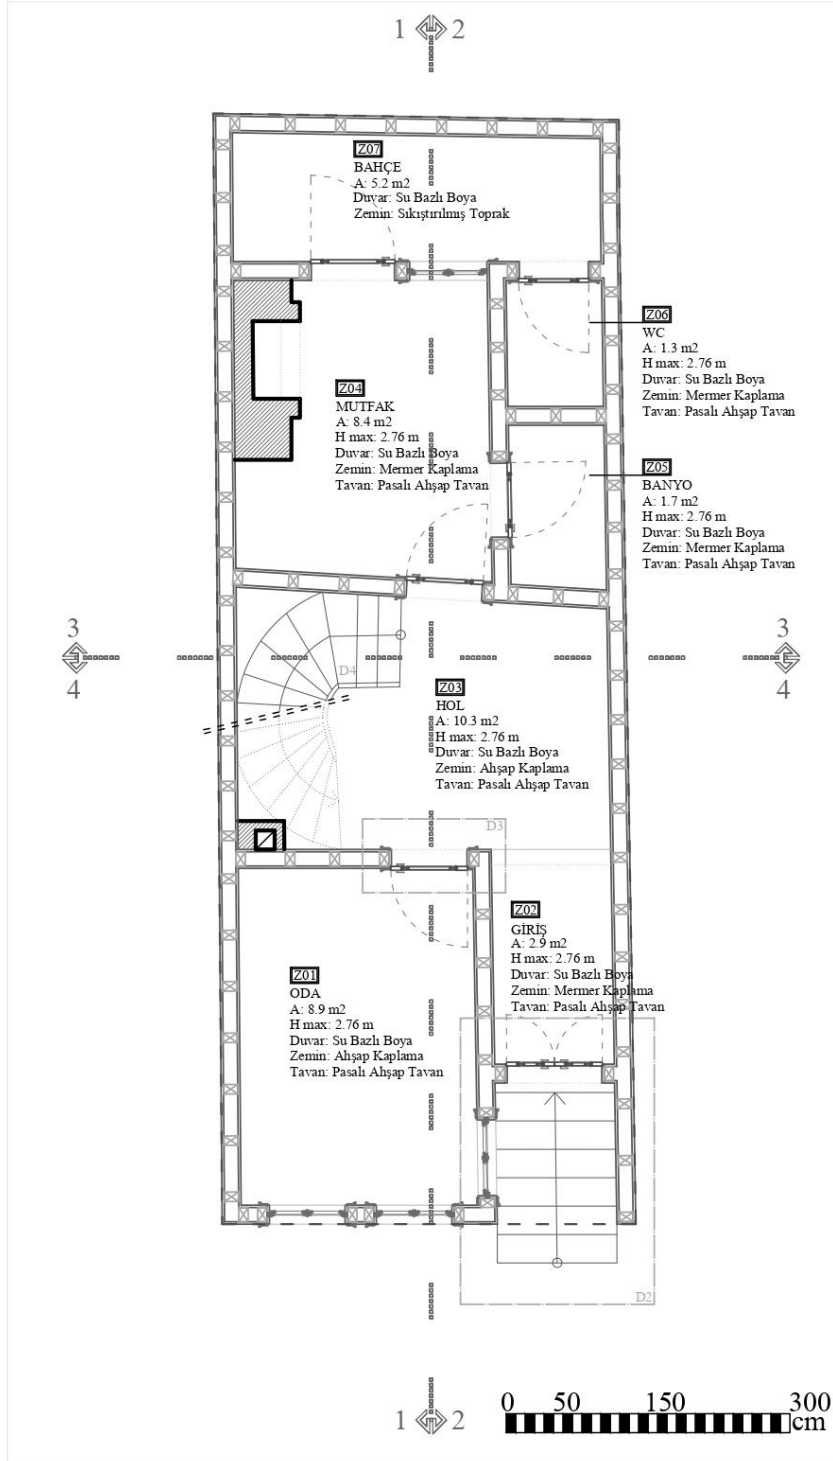 1 2
Z07
BAHÇE
A: 5.2 m2
Duvar: Su Bazlı Boya
Zemin: Sıkıştırılmış Toprak
Z06
WC
A: 1.3 m2
H max: 2.76 m
Duvar: Su Bazlı Boya
Zemin: Mermer Kaplama
Tavan: Pasalı Ahşap Tavan
Z04
MUTFAK
A: 8.4 m2
H max: 2.76 m
Duvar: Su Bazlı Boya
Zemin: Mermer Kaplama
Tavan: Pasalı Ahşap Tavan
Z05
BANYO
A: 1.7 m2
H max: 2.76 m
Duvar: Su Bazlı Boya
Zemin: Mermer Kaplama
Tavan: Pasalı Ahşap Tavan
3 3
4 4
D4
Z03
HOL
A: 10.3 m2
H max: 2.76 m
Duvar: Su Bazlı Boya
Zemin: Ahşap Kaplama
Tavan: Pasalı Ahşap Tavan
D3
Z02
GİRİŞ
A: 2.9 m2
H max: 2.76 m
Duvar: Su Bazlı Boya
Zemin: Mermer Kaplama
Tavan: Pasalı Ahşap Tavan
Z01
ODA
A: 8.9 m2
H max: 2.76 m
Duvar: Su Bazlı Boya
Zemin: Ahşap Kaplama
Tavan: Pasalı Ahşap Tavan
D2
0 50 150 300
cm
1 2